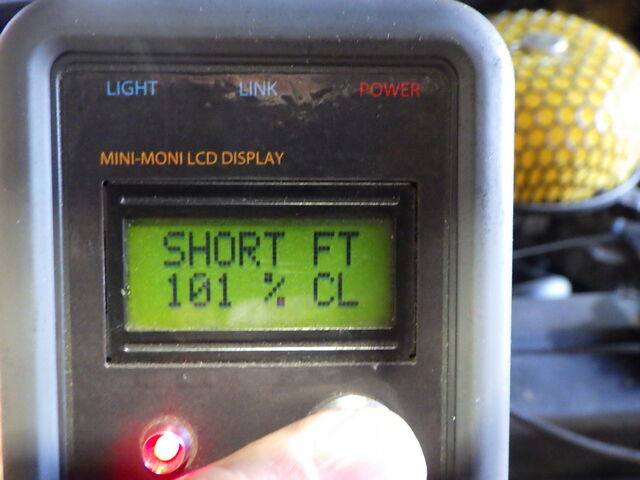 LIGHT LINK POWER
MINI-MONI LCD DISPLAY
SHORT FT
101 % CL